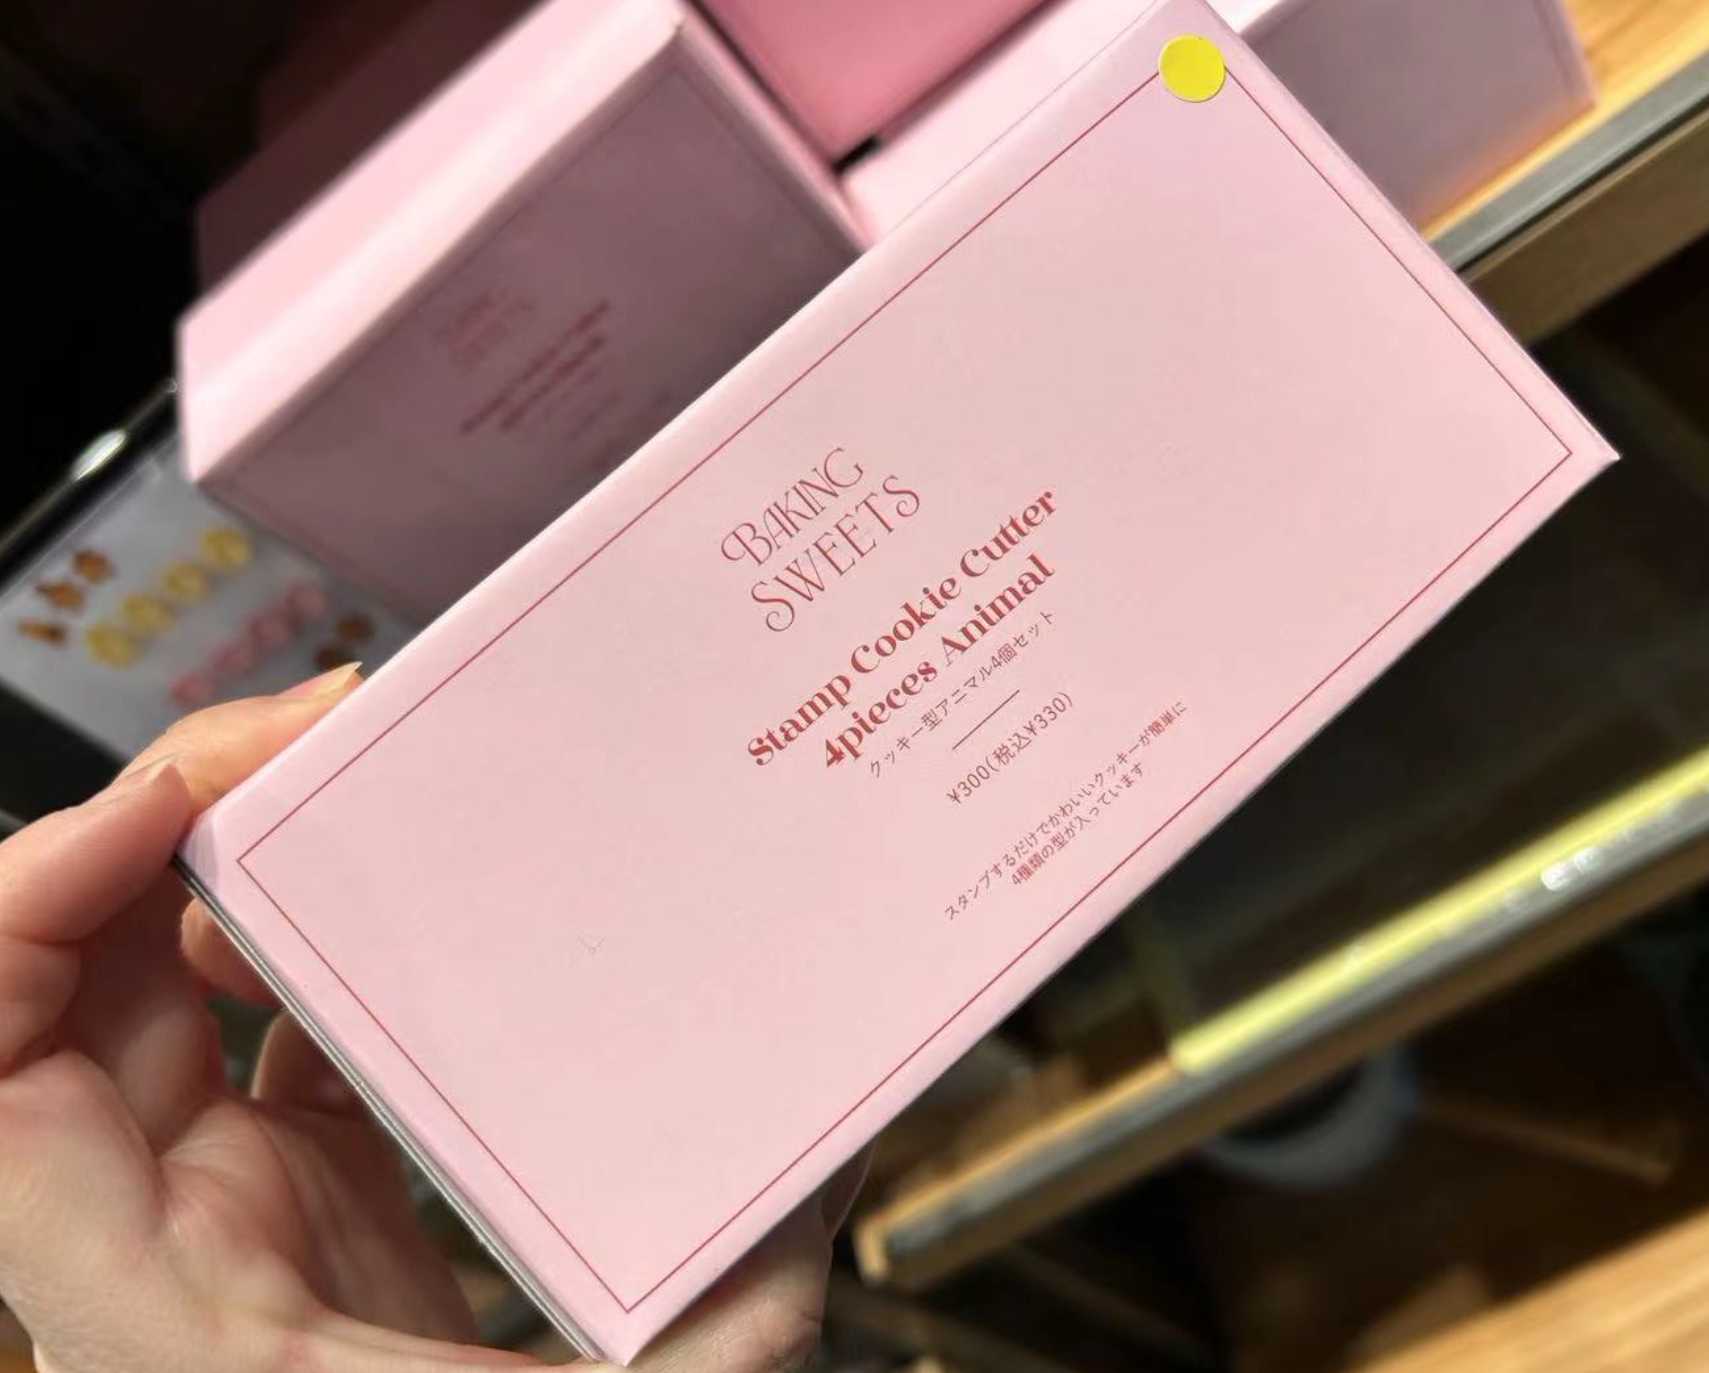 BAKING
SWEETS
Stamp Cookie Cutter
4pieces Animal
クッキー型アニマル4個セット
¥300(税込¥330)
スタンプするだけでかわいいクッキーが簡単に
4種類の型が入っています